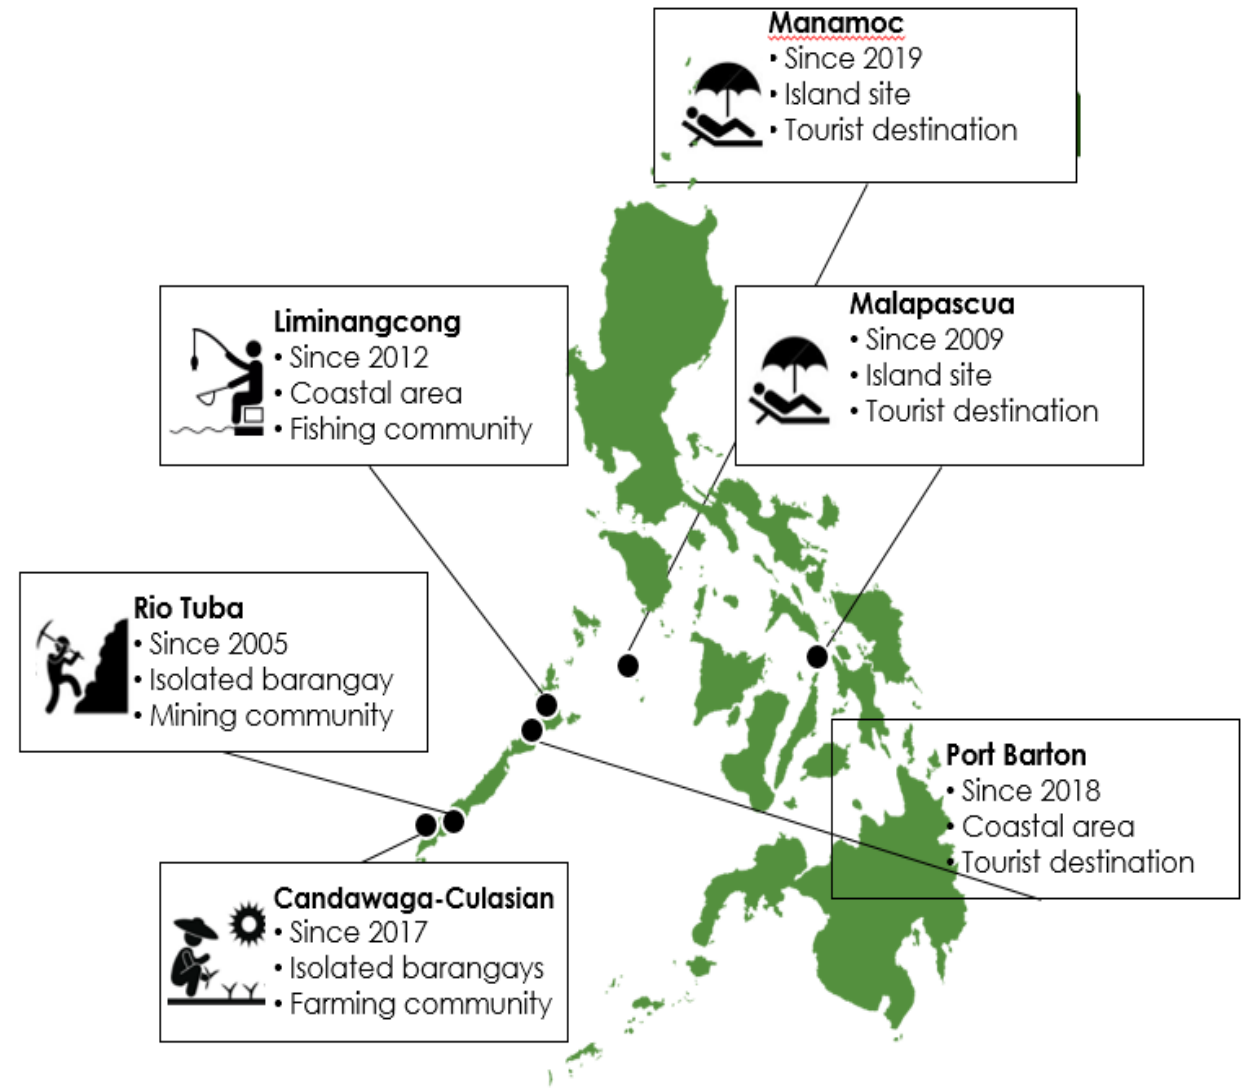 Manamoc
• Since 2019
• Island site
• Tourist destination
Malapascua
• Since 2009
• Island site
• Tourist destination
Liminangcong
• Since 2012
• Coastal area
• Fishing community
Rio Tuba
• Since 2005
• Isolated barangay
• Mining community
Port Barton
• Since 2018
• Coastal area
• Tourist destination
Candawaga-Culasian
• Since 2017
• Isolated barangays
• Farming community